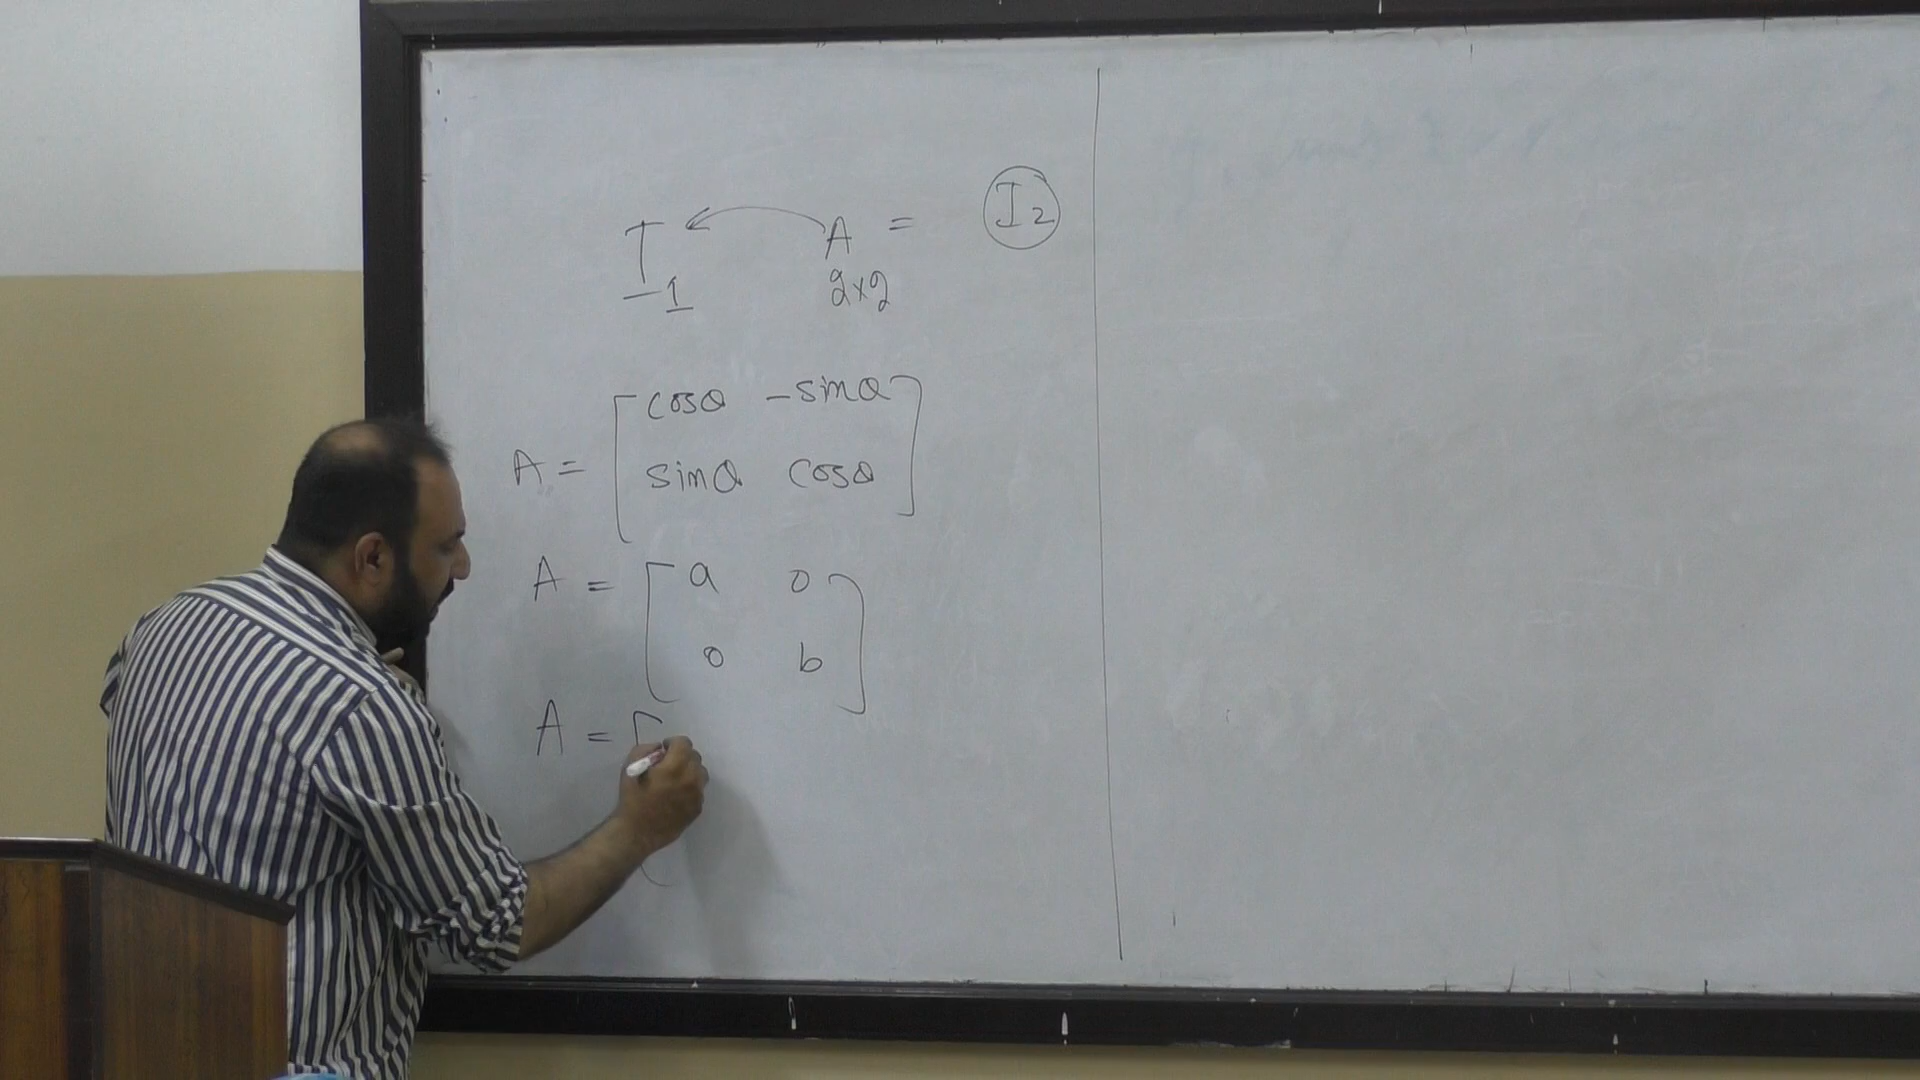 T A = I2
-1 2x2
cosθ -sinθ
A = sinθ cosθ
A = a 0
0 b
A = [